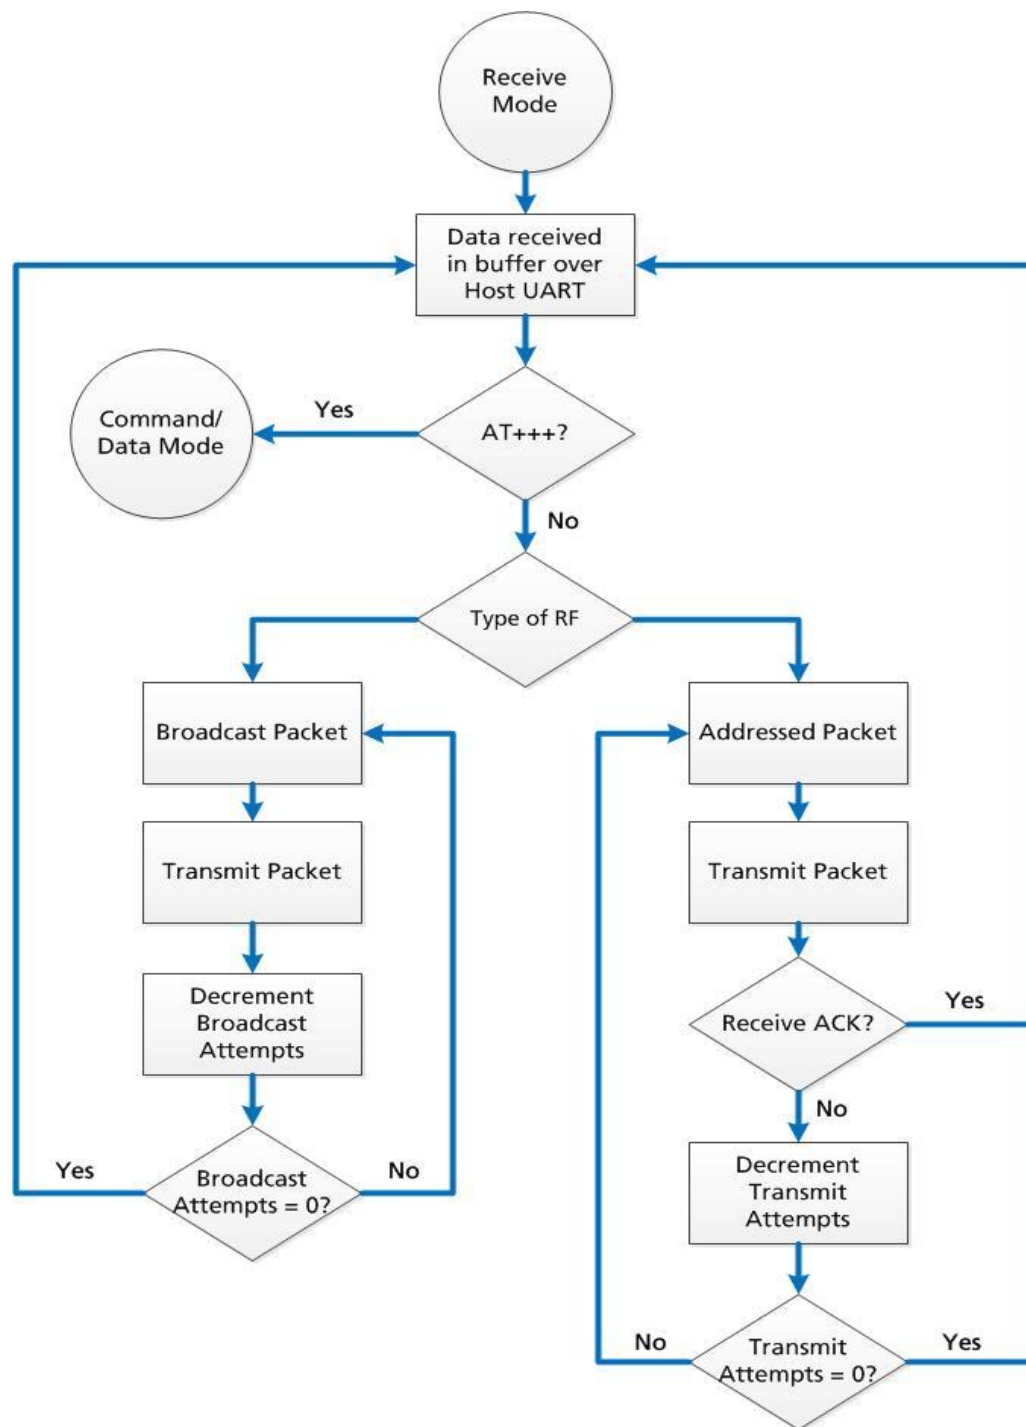 Receive
Mode
Data received
in buffer over
Host UART
Yes
Command/
Data Mode
AT+++?
No
Type of RF
Broadcast Packet
Addressed Packet
Transmit Packet
Transmit Packet
Decrement
Broadcast
Attempts
Receive ACK?
Yes
No
Yes
Broadcast
Attempts = 0?
No
Decrement
Transmit
Attempts
No
Transmit
Attempts = 0?
Yes